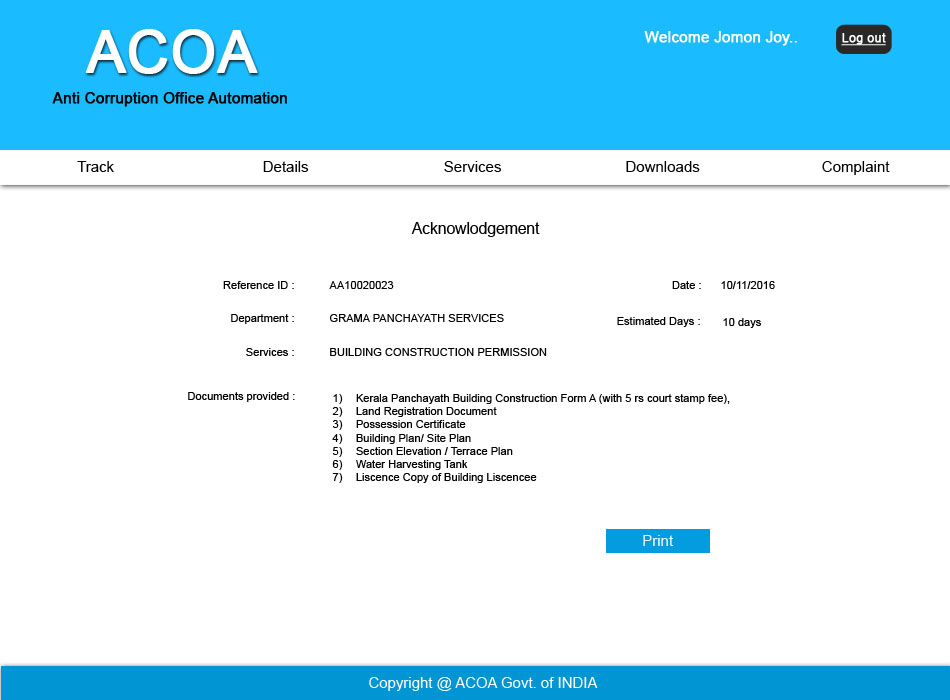 ACOA
Welcome Jomon Joy..
Log out
Anti Corruption Office Automation
Track Details Services Downloads Complaint
Acknowlodgement
Reference ID : AA10020023 Date : 10/11/2016
Department : GRAMA PANCHAYATH SERVICES Estimated Days : 10 days
Services : BUILDING CONSTRUCTION PERMISSION
Documents provided :
1) Kerala Panchayath Building Construction Form A (with 5 rs court stamp fee),
2) Land Registration Document
3) Possession Certificate
4) Building Plan/ Site Plan
5) Section Elevation / Terrace Plan
6) Water Harvesting Tank
7) Liscence Copy of Building Liscencee
Print
Copyright @ ACOA Govt. of INDIA